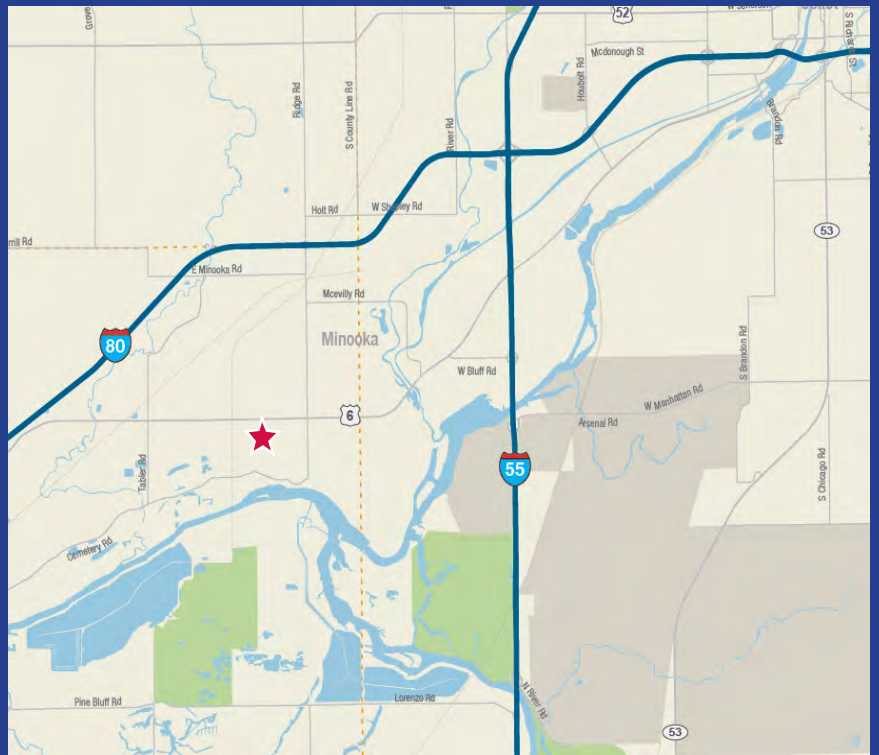 52
Mcdonough St
S Richards St
Houbolt Rd
Ridge Rd
S County Line Rd
River Rd
Brandon Rd
Holt Rd
W Shepley Rd
53
E Minooka Rd
Mcevilly Rd
80
Minooka
S Brandon Rd
W Bluff Rd
W Manhattan Rd
6
Arsenal Rd
55
Tabler Rd
S Chicago Rd
Cemetery Rd
Pine Bluff Rd
Lorenzo Rd
N River Rd
53